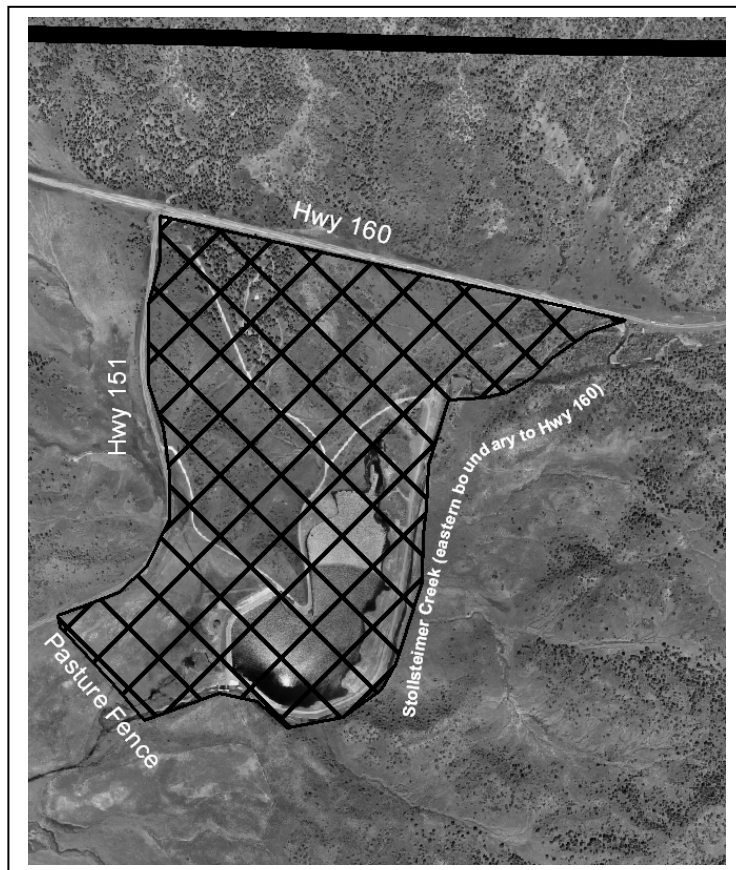 Hwy 160
Hwy 151
Stollsteimer Creek (eastern boundary to Hwy 160)
Pasture Fence